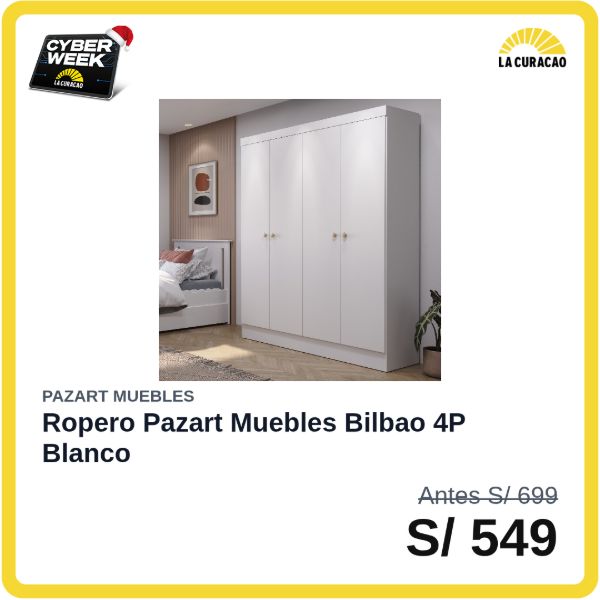 CYBER
WEEK
LA CURACAO
LA CURACAO
PAZART MUEBLES
Ropero Pazart Muebles Bilbao 4P
Blanco
Antes S/ 699
S/ 549